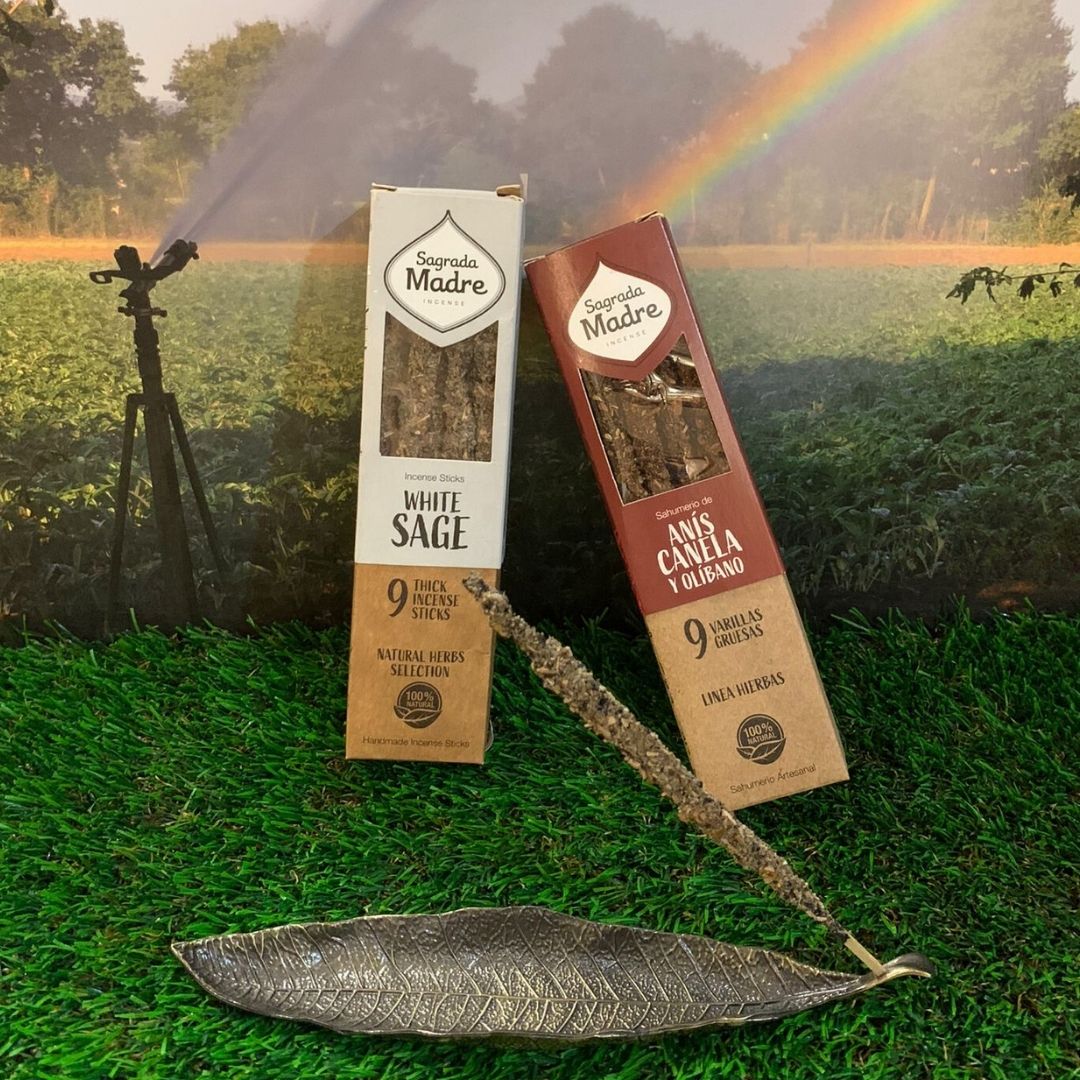 Sagrada
Madre
INCENSE
Incense Sticks
WHITE
SAGE
9 THICK
INCENSE
STICKS
NATURAL HERBS
SELECTION
100%
NATURAL
Handmade Incense Sticks
Sagrada
Madre
INCENSE
Sahumerio de
ANÍS
CANELA
Y OLÍBANO
9 VARILLAS
GRUESAS
LINEA HIERBAS
100%
NATURAL
Sahumerio Artesanal